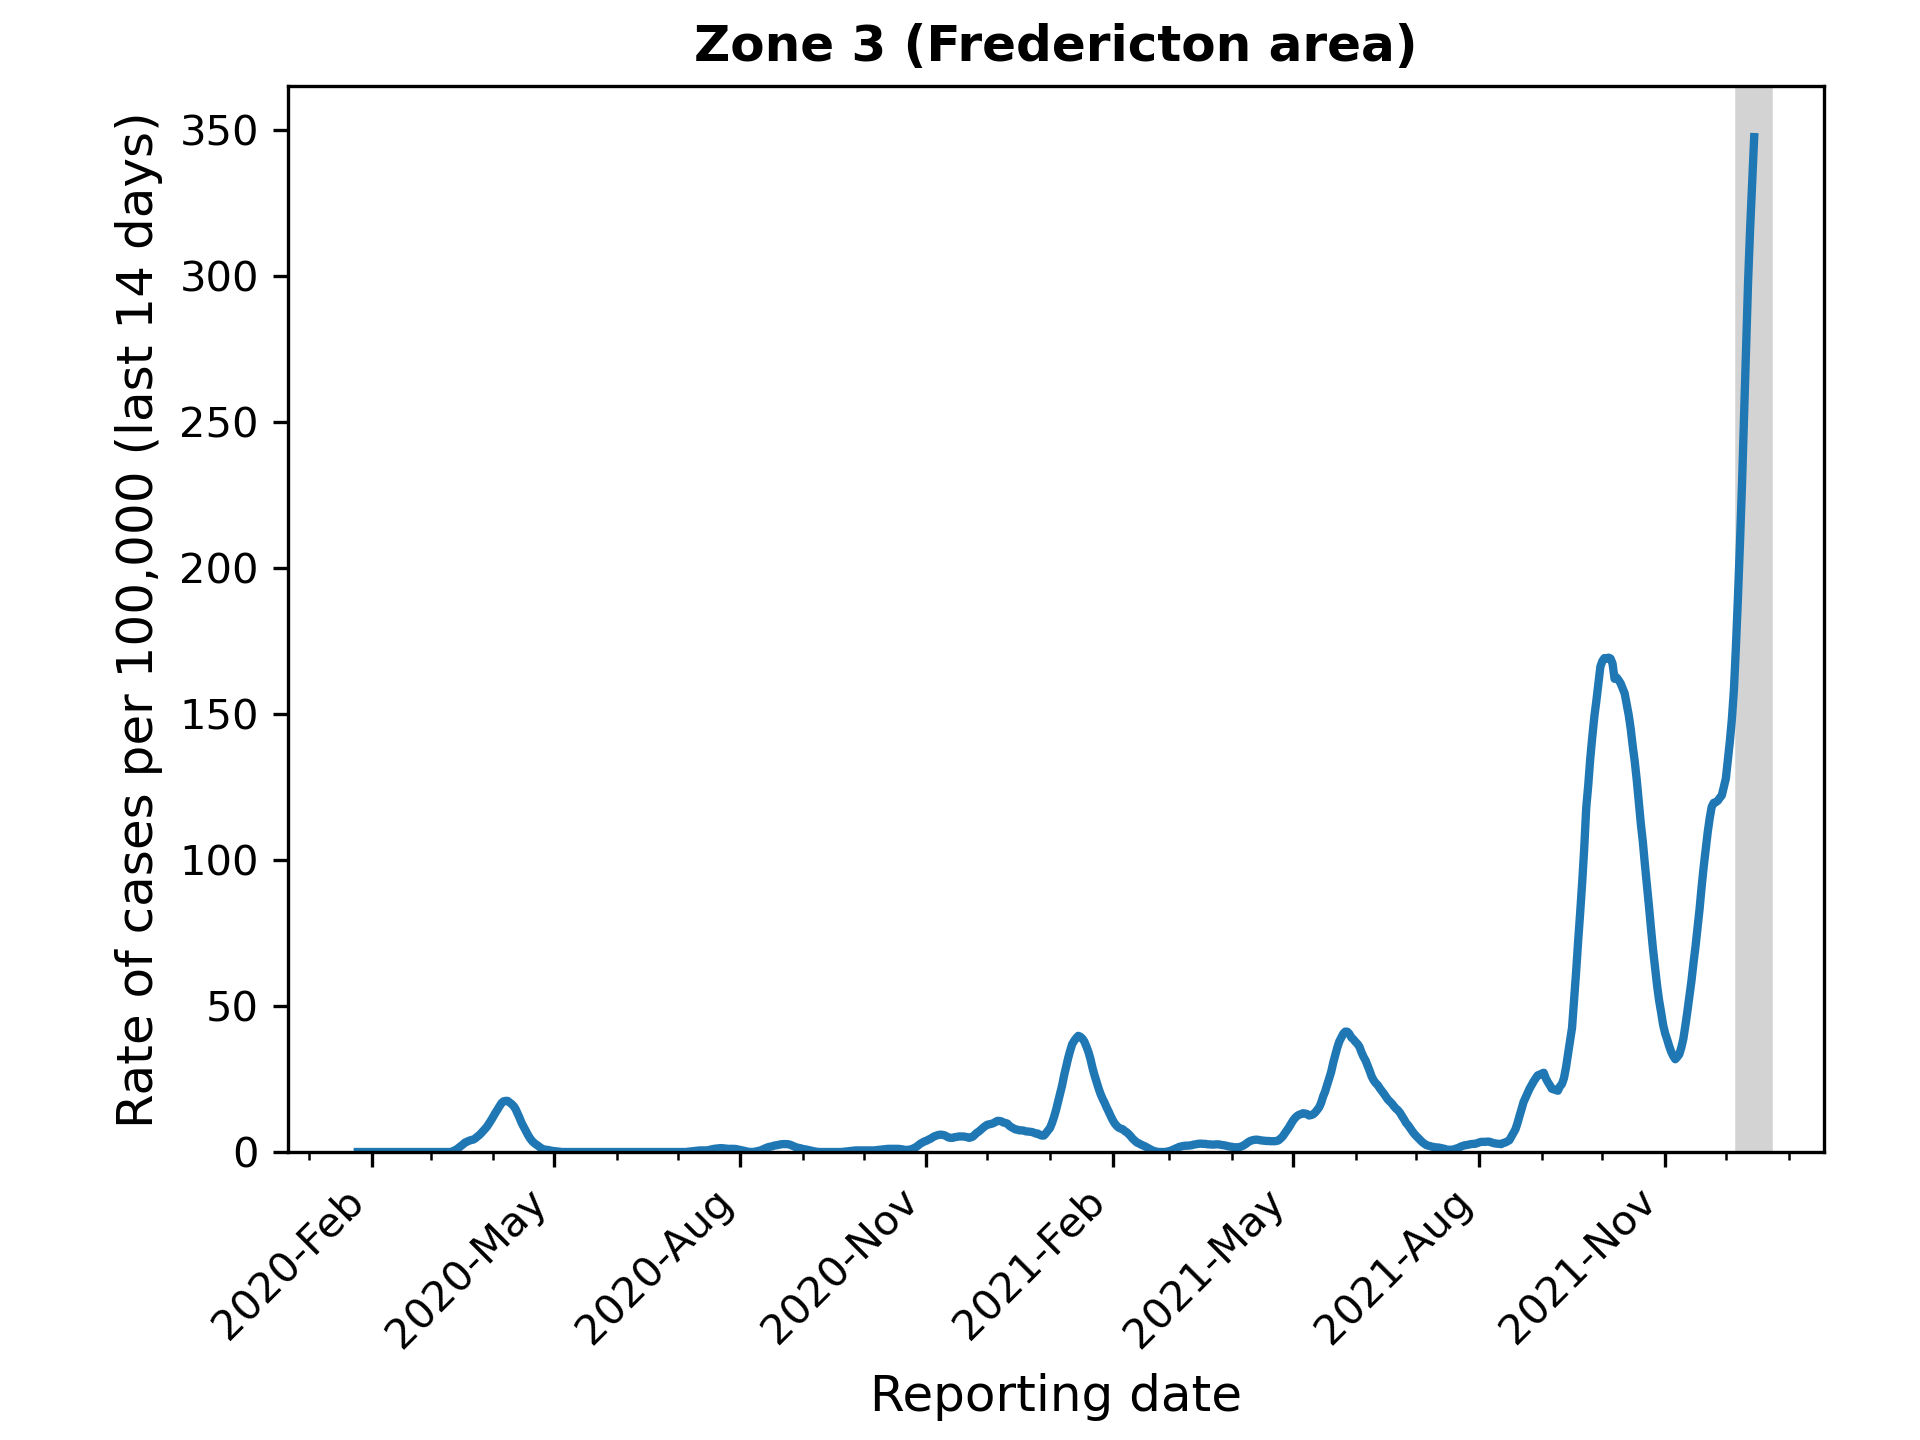 Zone 3 (Fredericton area)
Rate of cases per 100,000 (last 14 days)
350
300
250
200
150
100
50
0
2020-Feb
2020-May
2020-Aug
2020-Nov
2021-Feb
2021-May
2021-Aug
2021-Nov
Reporting date